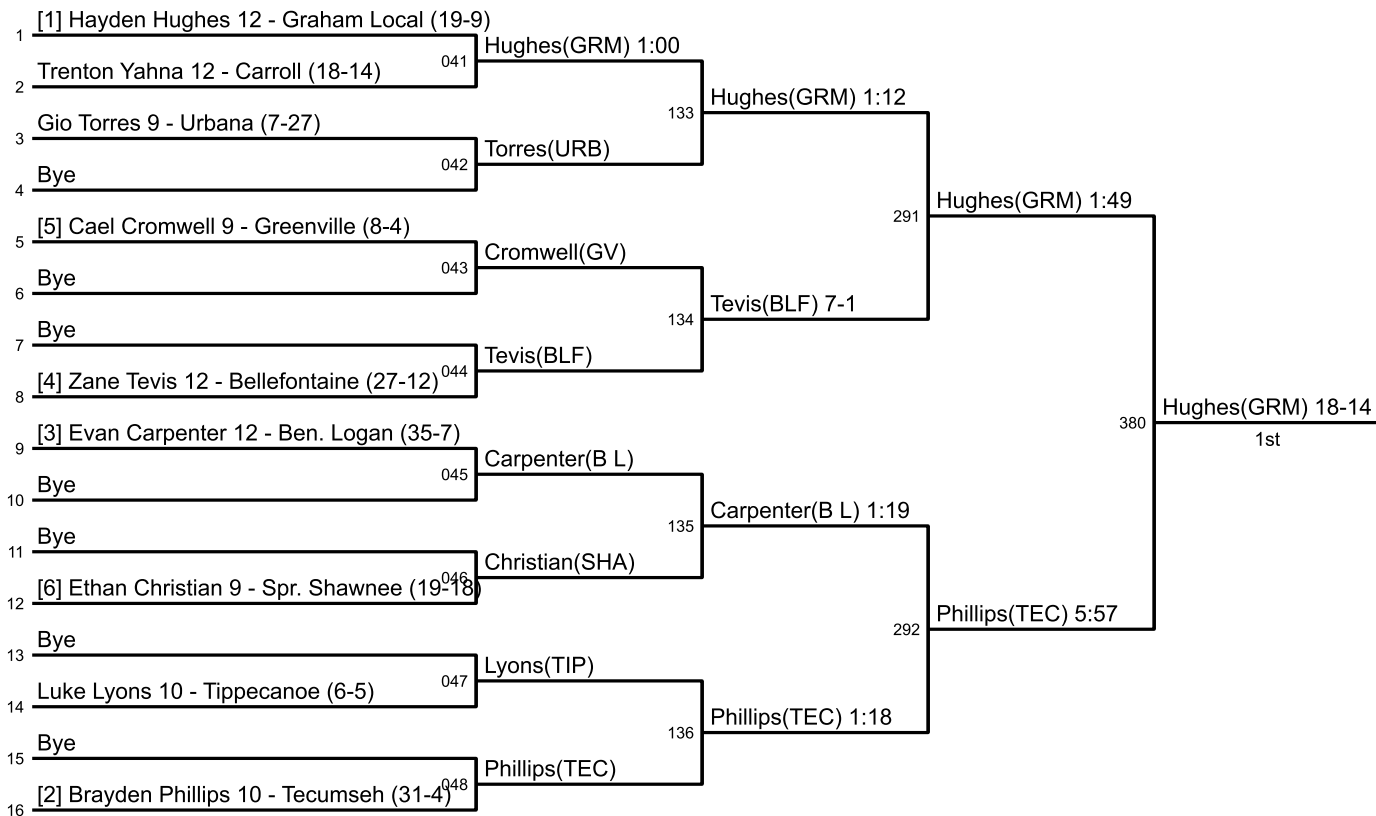 [1] Hayden Hughes 12 - Graham Local (19-9)
1
Hughes(GRM) 1:00
041
Trenton Yahna 12 - Carroll (18-14)
2
Hughes(GRM) 1:12
133
Gio Torres 9 - Urbana (7-27)
3
Torres(URB)
042
Bye
4
Hughes(GRM) 1:49
291
[5] Cael Cromwell 9 - Greenville (8-4)
5
Cromwell(GV)
043
Bye
6
Tevis(BLF) 7-1
134
Bye
7
Tevis(BLF)
044
[4] Zane Tevis 12 - Bellefontaine (27-12)
8
Hughes(GRM) 18-14
380
1st
[3] Evan Carpenter 12 - Ben. Logan (35-7)
9
Carpenter(B L)
045
Bye
10
Carpenter(B L) 1:19
135
Bye
11
Christian(SHA)
046
[6] Ethan Christian 9 - Spr. Shawnee (19-18)
12
Phillips(TEC) 5:57
292
Bye
13
Lyons(TIP)
047
Luke Lyons 10 - Tippecanoe (6-5)
14
Phillips(TEC) 1:18
136
Bye
15
Phillips(TEC)
048
[2] Brayden Phillips 10 - Tecumseh (31-4)
16